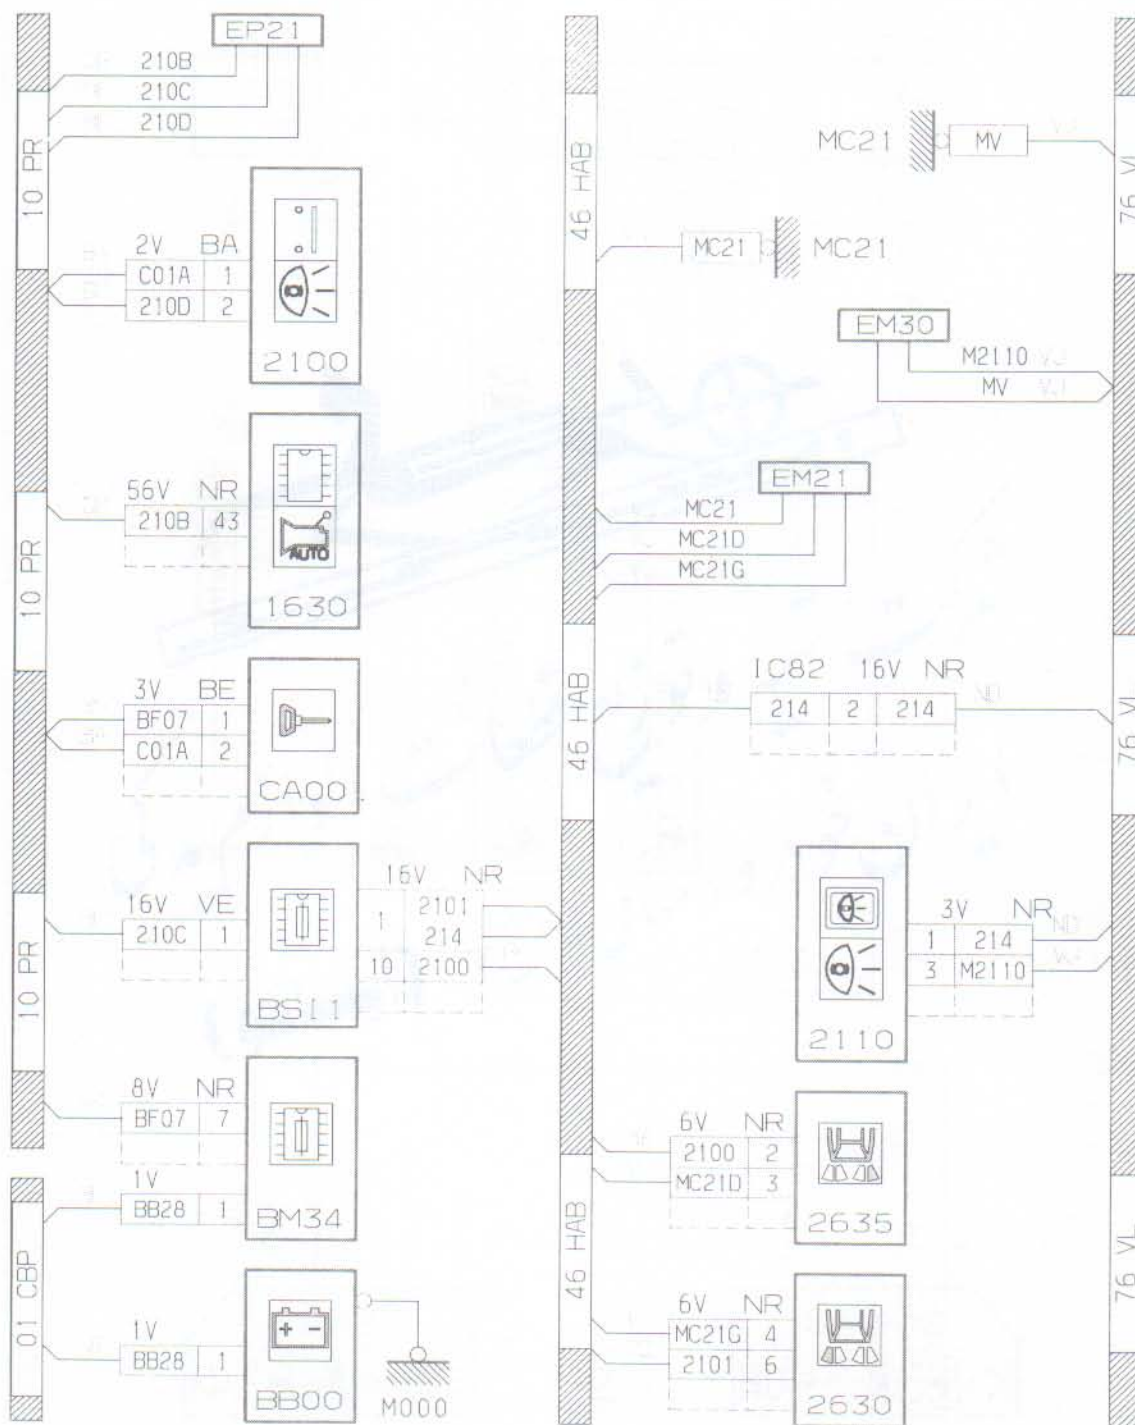 EP21
210B
210C
210D
10 PR
2V BA
C01A 1
210D 2
2100
56V NR
210B 43
AUTO
1630
10 PR
3V BE
BF07 1
C01A 2
CA00
16V VE
210C 1
BSI1
16V NR
1 2101
214
10 2100
10 PR
8V NR
BF07 7
1V
BB28 1
BM34
01 CBP
1V
BB28 1
+ -
BB00
M000
46 HAB
MC21
MV
76 VL
MC21
MC21
EM30
M2110
MV
EM21
MC21
MC21D
MC21G
46 HAB
IC82 16V NR
214 2 214
76 VL
2110
3V NR
1 214
3 M2110
6V NR
2100 2
MC21D 3
2635
46 HAB
76 VL
6V NR
MC21G 4
2101 6
2630